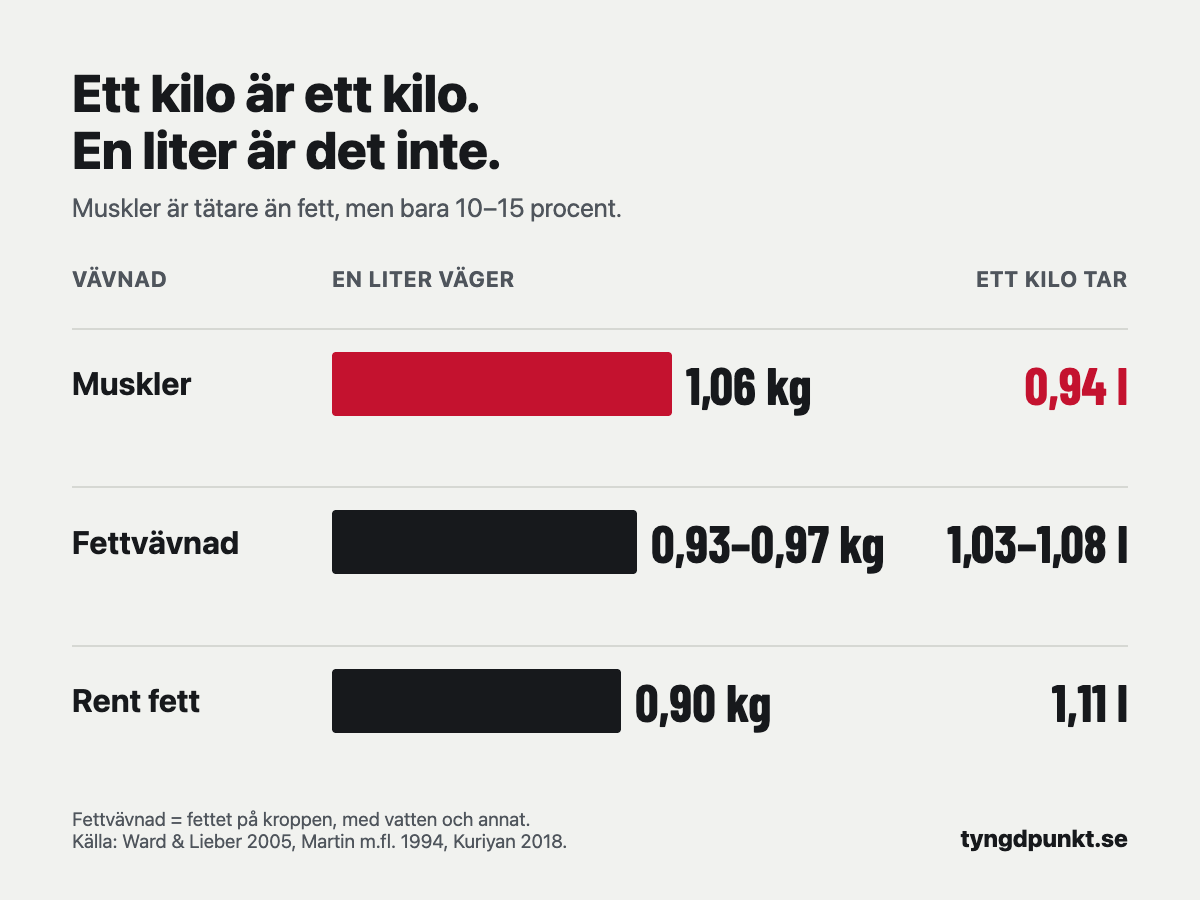 Ett kilo är ett kilo.
En liter är det inte.
Muskler är tätare än fett, men bara 10–15 procent.
VÄVNAD EN LITER VÄGER ETT KILO TAR
Muskler 1,06 kg 0,94 l
Fettvävnad 0,93–0,97 kg 1,03–1,08 l
Rent fett 0,90 kg 1,11 l
Fettvävnad = fettet på kroppen, med vatten och annat.
Källa: Ward & Lieber 2005, Martin m.fl. 1994, Kuriyan 2018.
tyngdpunkt.se